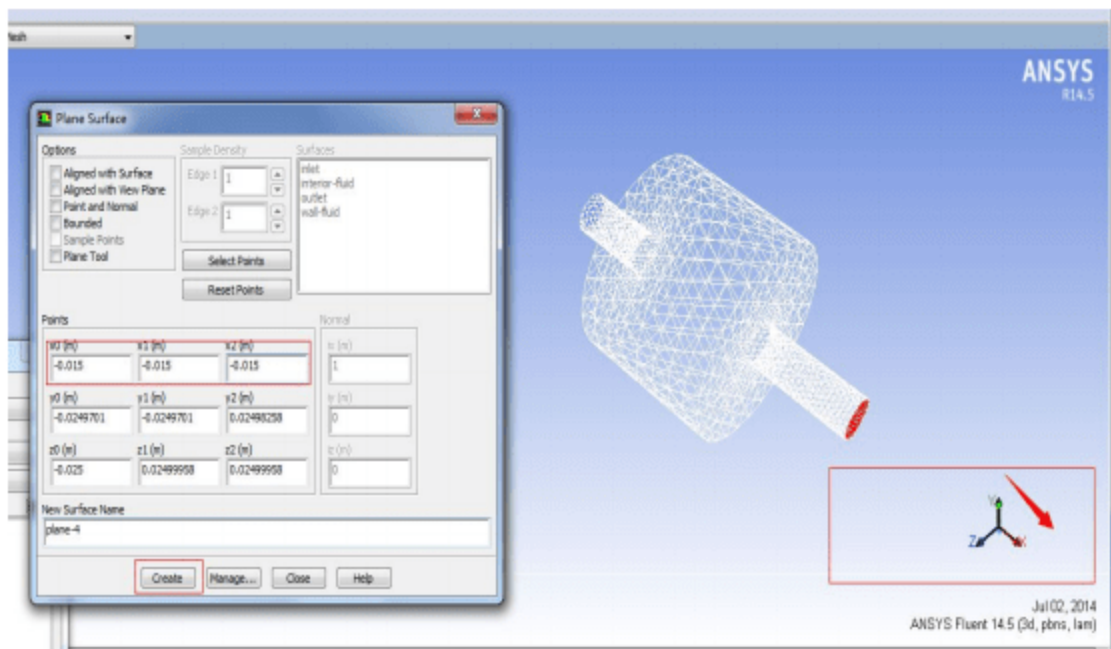 ANSYS
R14.5
Plane Surface
Options
Aligned with Surface
Aligned with View Plane
Point and Normal
Bounded
Sample Points
Plane Tool
Sample Density
Edge 1 1
Edge 2 1
Select Points
Reset Points
Surfaces
inlet
interior-fluid
outlet
wall-fluid
Points
x0 (m) x1 (m) x2 (m)
-0.015 -0.015 -0.015
y0 (m) y1 (m) y2 (m)
-0.0249701 -0.0249701 0.02498258
z0 (m) z1 (m) z2 (m)
-0.025 0.02499958 0.02499958
Normal
ix (m)
1
iy (m)
0
iz (m)
0
New Surface Name
plane-4
Create Manage... Close Help
Y
Z X
Jul 02, 2014
ANSYS Fluent 14.5 (3d, pbns, lam)